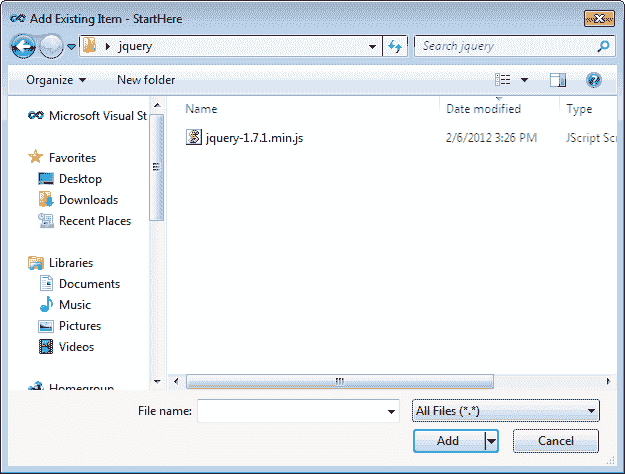 Add Existing Item - StartHere
jquery
Search jquery
Organize
New folder
Name
Date modified
Type
Microsoft Visual St
jquery-1.7.1.min.js
2/6/2012 3:26 PM
JScript Scr
Favorites
Desktop
Downloads
Recent Places
Libraries
Documents
Music
Pictures
Videos
Homegroup
File name:
All Files (*.*)
Add
Cancel